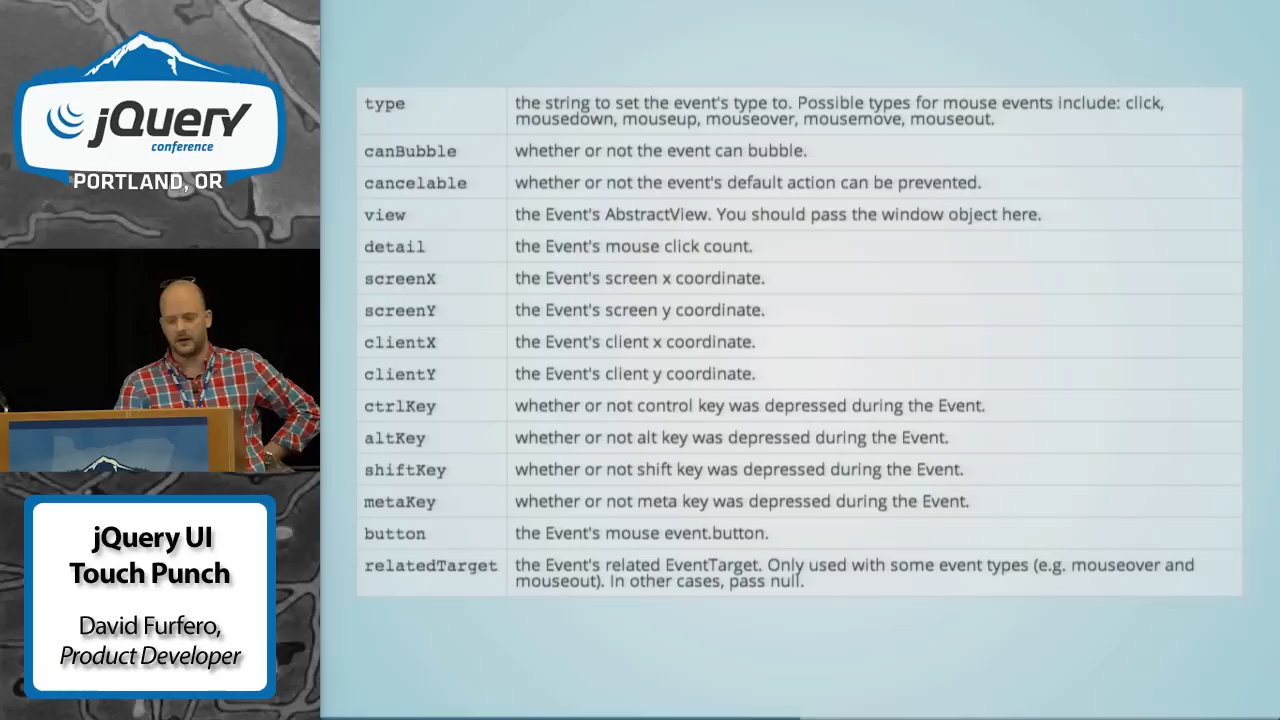 jQuery
conference
PORTLAND, OR
jQuery UI
Touch Punch
David Furfero,
Product Developer
type the string to set the event's type to. Possible types for mouse events include: click,
mousedown, mouseup, mouseover, mousemove, mouseout.
canBubble whether or not the event can bubble.
cancelable whether or not the event's default action can be prevented.
view the Event's AbstractView. You should pass the window object here.
detail the Event's mouse click count.
screenX the Event's screen x coordinate.
screenY the Event's screen y coordinate.
clientX the Event's client x coordinate.
clientY the Event's client y coordinate.
ctrlKey whether or not control key was depressed during the Event.
altKey whether or not alt key was depressed during the Event.
shiftKey whether or not shift key was depressed during the Event.
metaKey whether or not meta key was depressed during the Event.
button the Event's mouse event.button.
relatedTarget the Event's related EventTarget. Only used with some event types (e.g. mouseover and
mouseout). In other cases, pass null.